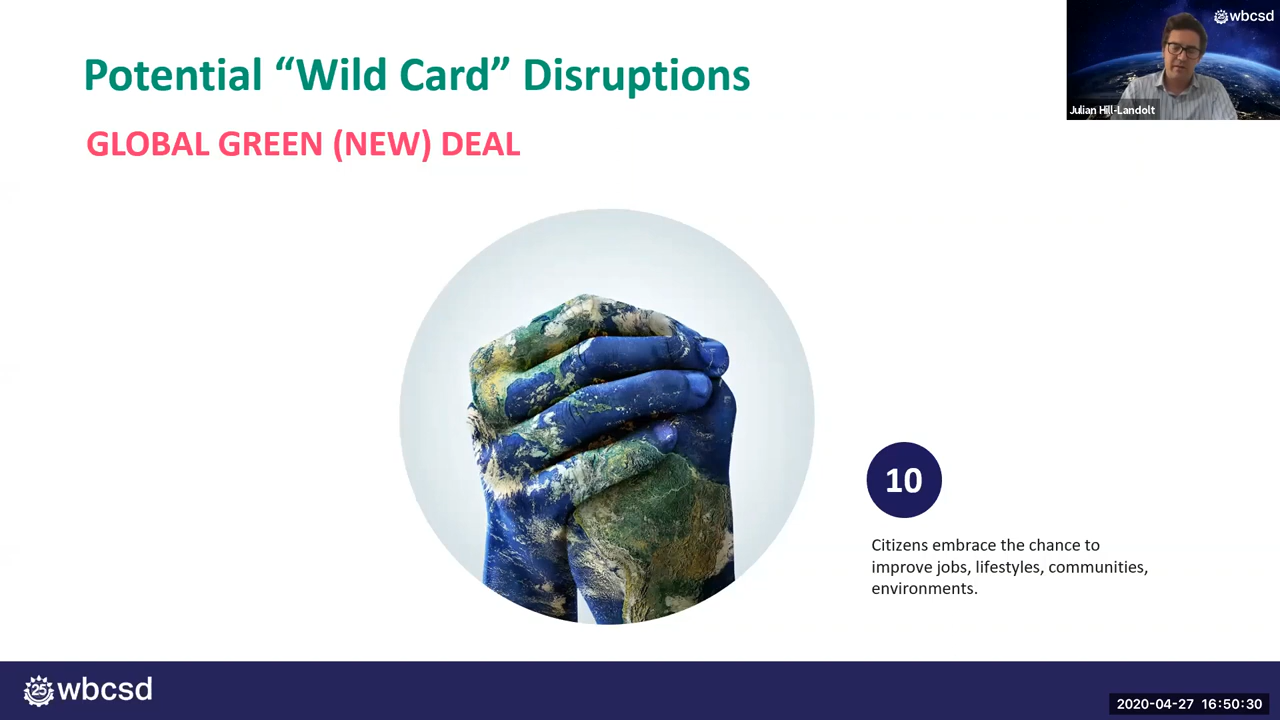 Potential “Wild Card” Disruptions
GLOBAL GREEN (NEW) DEAL
wbcsd
Julian Hill-Landolt
10
Citizens embrace the chance to
improve jobs, lifestyles, communities,
environments.
25 wbcsd
2020-04-27 16:50:30